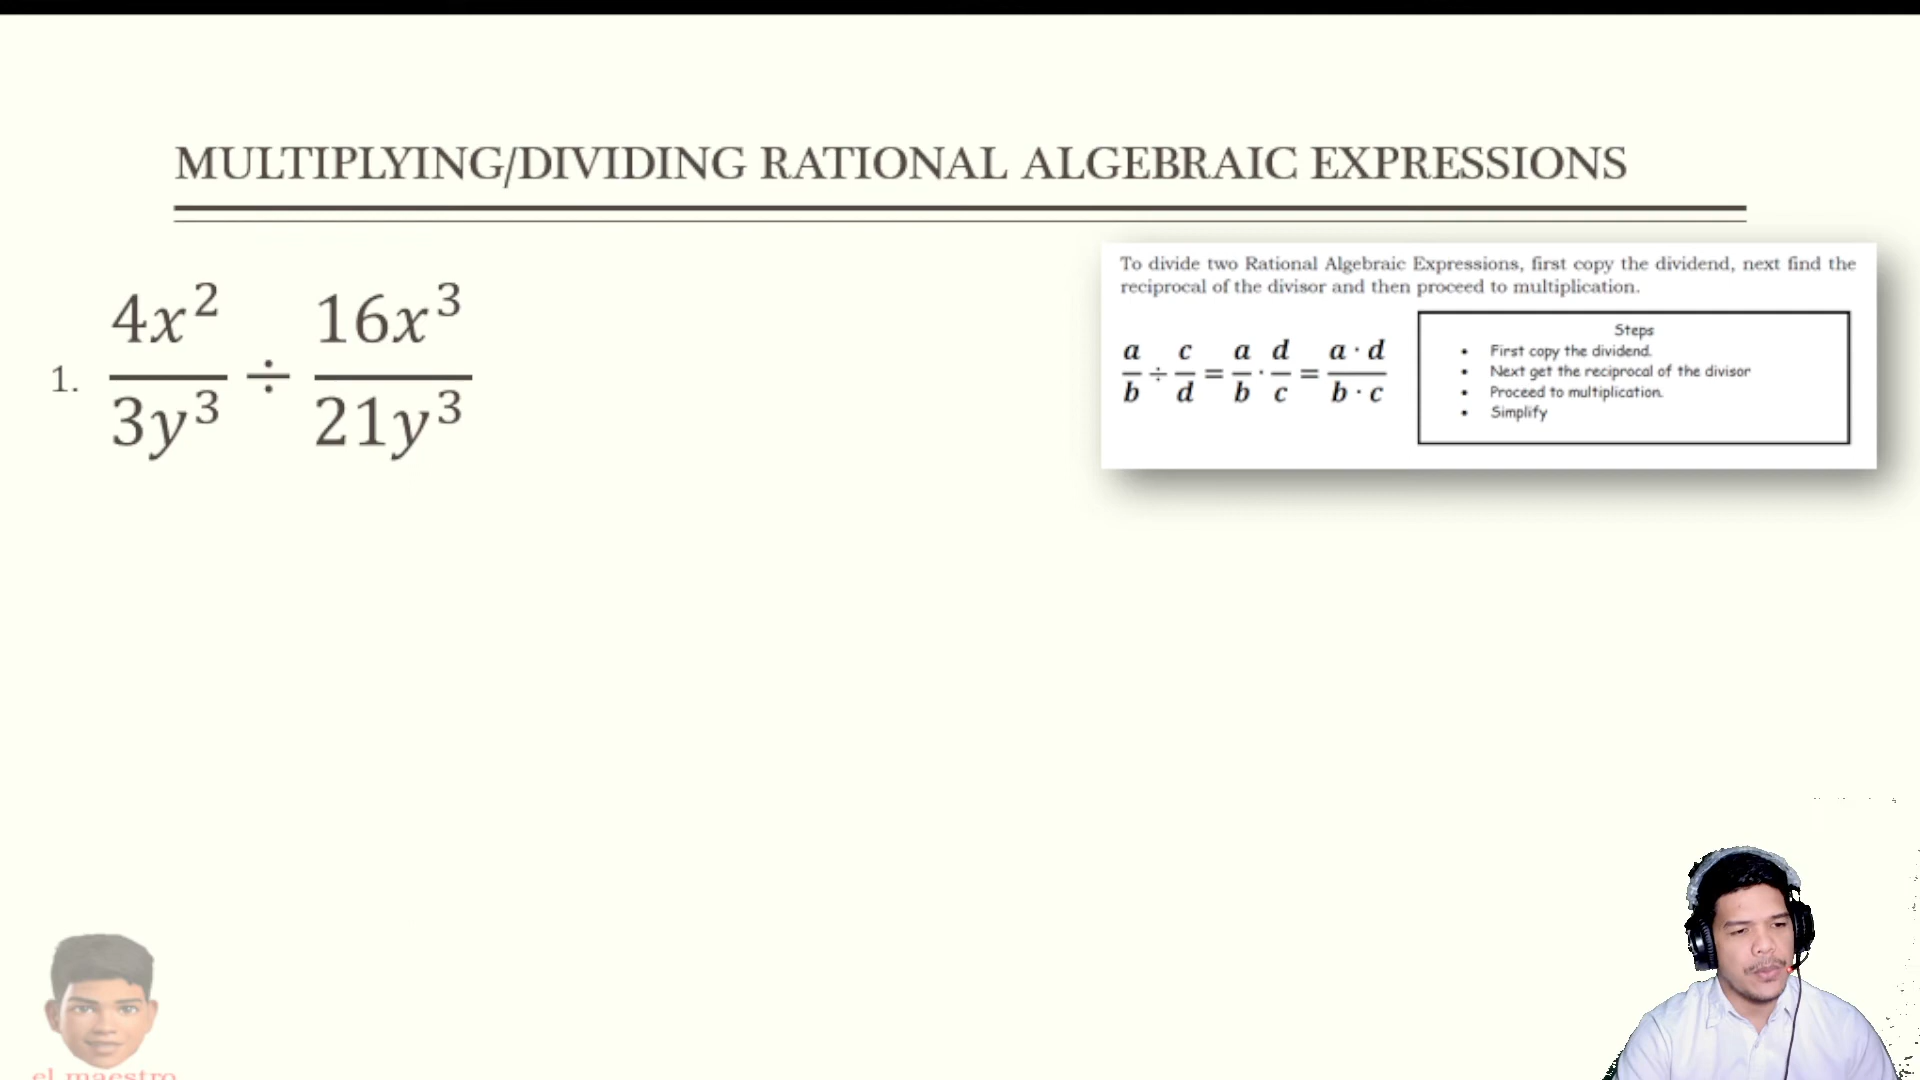 MULTIPLYING/DIVIDING RATIONAL ALGEBRAIC EXPRESSIONS
1. 4x² / 3y³ ÷ 16x³ / 21y³
To divide two Rational Algebraic Expressions, first copy the dividend, next find the
reciprocal of the divisor and then proceed to multiplication.
a/b ÷ c/d = a/b · d/c = a · d / b · c
Steps
• First copy the dividend.
• Next get the reciprocal of the divisor
• Proceed to multiplication.
• Simplify
el maestro